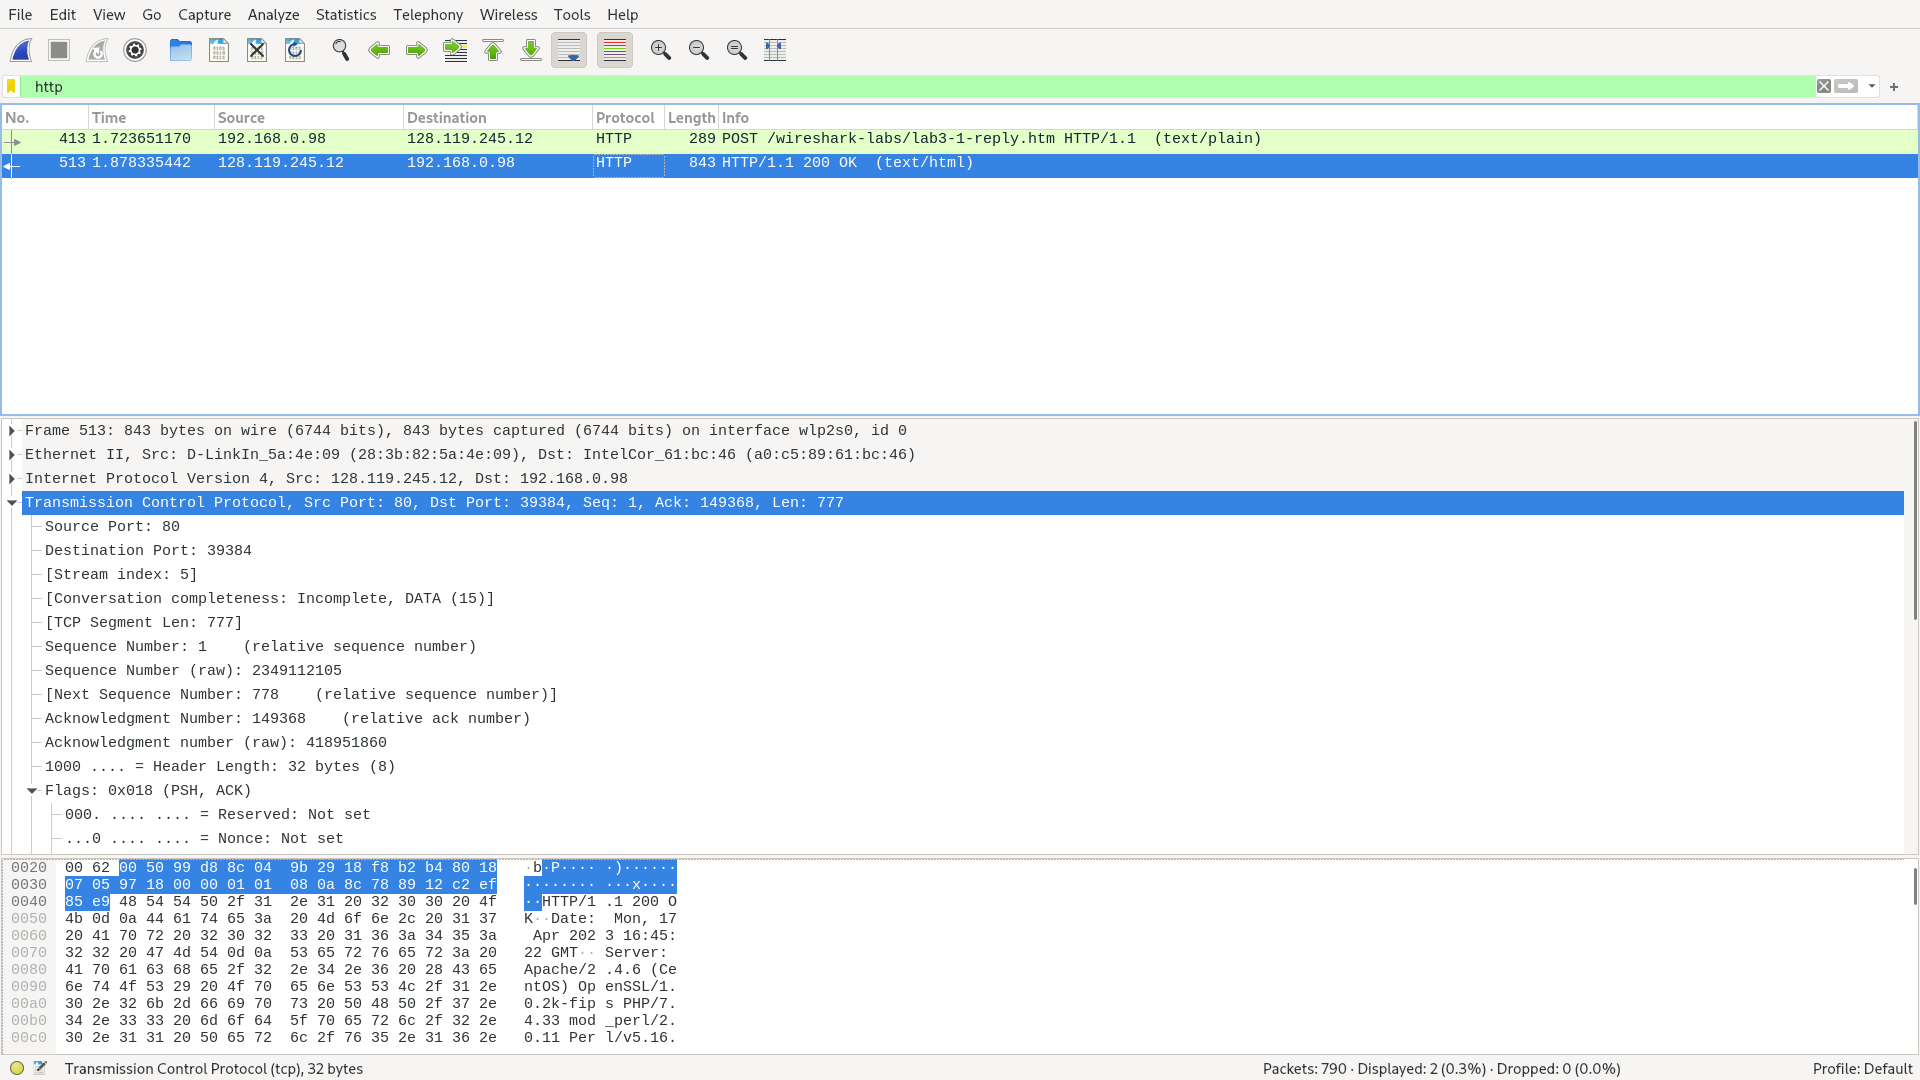 File Edit View Go Capture Analyze Statistics Telephony Wireless Tools Help
http
No. Time Source Destination Protocol Length Info
413 1.723651170 192.168.0.98 128.119.245.12 HTTP 289 POST /wireshark-labs/lab3-1-reply.htm HTTP/1.1  (text/plain)
513 1.878335442 128.119.245.12 192.168.0.98 HTTP 843 HTTP/1.1 200 OK  (text/html)
Frame 513: 843 bytes on wire (6744 bits), 843 bytes captured (6744 bits) on interface wlp2s0, id 0
Ethernet II, Src: D-LinkIn_5a:4e:09 (28:3b:82:5a:4e:09), Dst: IntelCor_61:bc:46 (a0:c5:89:61:bc:46)
Internet Protocol Version 4, Src: 128.119.245.12, Dst: 192.168.0.98
Transmission Control Protocol, Src Port: 80, Dst Port: 39384, Seq: 1, Ack: 149368, Len: 777
Source Port: 80
Destination Port: 39384
[Stream index: 5]
[Conversation completeness: Incomplete, DATA (15)]
[TCP Segment Len: 777]
Sequence Number: 1    (relative sequence number)
Sequence Number (raw): 2349112105
[Next Sequence Number: 778    (relative sequence number)]
Acknowledgment Number: 149368    (relative ack number)
Acknowledgment number (raw): 418951860
1000 .... = Header Length: 32 bytes (8)
Flags: 0x018 (PSH, ACK)
000. .... .... = Reserved: Not set
...0 .... .... = Nonce: Not set
0020 00 62 00 50 99 d8 8c 04  9b 29 18 f8 b2 b4 80 18 ·b·P···· ·)······
0030 07 05 97 18 00 00 01 01  08 0a 8c 78 89 12 c2 ef ········ ···x····
0040 85 e9 48 54 54 50 2f 31  2e 31 20 32 30 30 20 4f ··HTTP/1 .1 200 O
0050 4b 0d 0a 44 61 74 65 3a  20 4d 6f 6e 2c 20 31 37 K··Date:  Mon, 17
0060 20 41 70 72 20 32 30 32  33 20 31 36 3a 34 35 3a  Apr 202 3 16:45:
0070 32 32 20 47 4d 54 0d 0a  53 65 72 76 65 72 3a 20 22 GMT·· Server: 
0080 41 70 61 63 68 65 2f 32  2e 34 2e 36 20 28 43 65 Apache/2 .4.6 (Ce
0090 6e 74 4f 53 29 20 4f 70  65 6e 53 53 4c 2f 31 2e ntOS) Op enSSL/1.
00a0 30 2e 32 6b 2d 66 69 70  73 20 50 48 50 2f 37 2e 0.2k-fip s PHP/7.
00b0 34 2e 33 33 20 6d 6f 64  5f 70 65 72 6c 2f 32 2e 4.33 mod _perl/2.
00c0 30 2e 31 31 20 50 65 72  6c 2f 76 35 2e 31 36 2e 0.11 Per l/v5.16.
Transmission Control Protocol (tcp), 32 bytes Packets: 790 · Displayed: 2 (0.3%) · Dropped: 0 (0.0%) Profile: Default